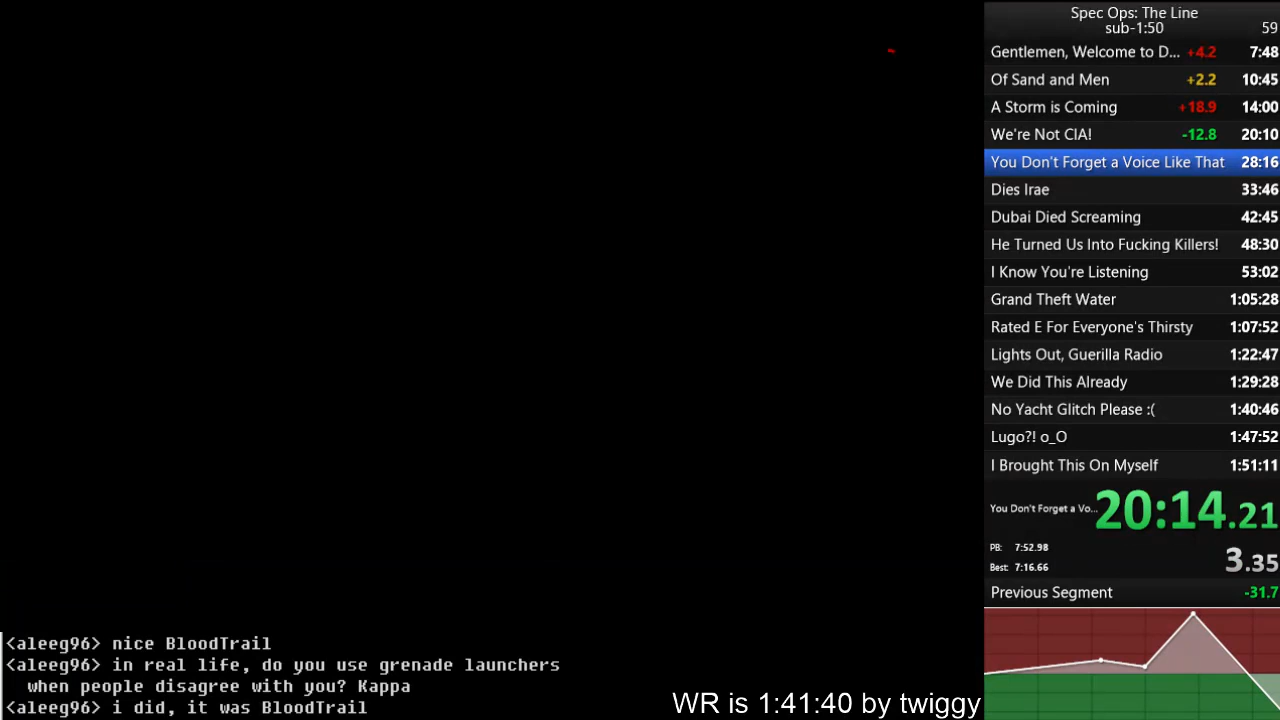 Spec Ops: The Line
sub-1:50 59
Gentlemen, Welcome to D... +4.2 7:48
Of Sand and Men +2.2 10:45
A Storm is Coming +18.9 14:00
We're Not CIA! -12.8 20:10
You Don't Forget a Voice Like That 28:16
Dies Irae 33:46
Dubai Died Screaming 42:45
He Turned Us Into Fucking Killers! 48:30
I Know You're Listening 53:02
Grand Theft Water 1:05:28
Rated E For Everyone's Thirsty 1:07:52
Lights Out, Guerilla Radio 1:22:47
We Did This Already 1:29:28
No Yacht Glitch Please :( 1:40:46
Lugo?! o_O 1:47:52
I Brought This On Myself 1:51:11
You Don't Forget a Vo... 20:14.21
PB: 7:52.98
Best: 7:16.66
3.35
Previous Segment -31.7
<aleeg96> nice BloodTrail
<aleeg96> in real life, do you use grenade launchers
when people disagree with you? Kappa
<aleeg96> i did, it was BloodTrail
WR is 1:41:40 by twiggy